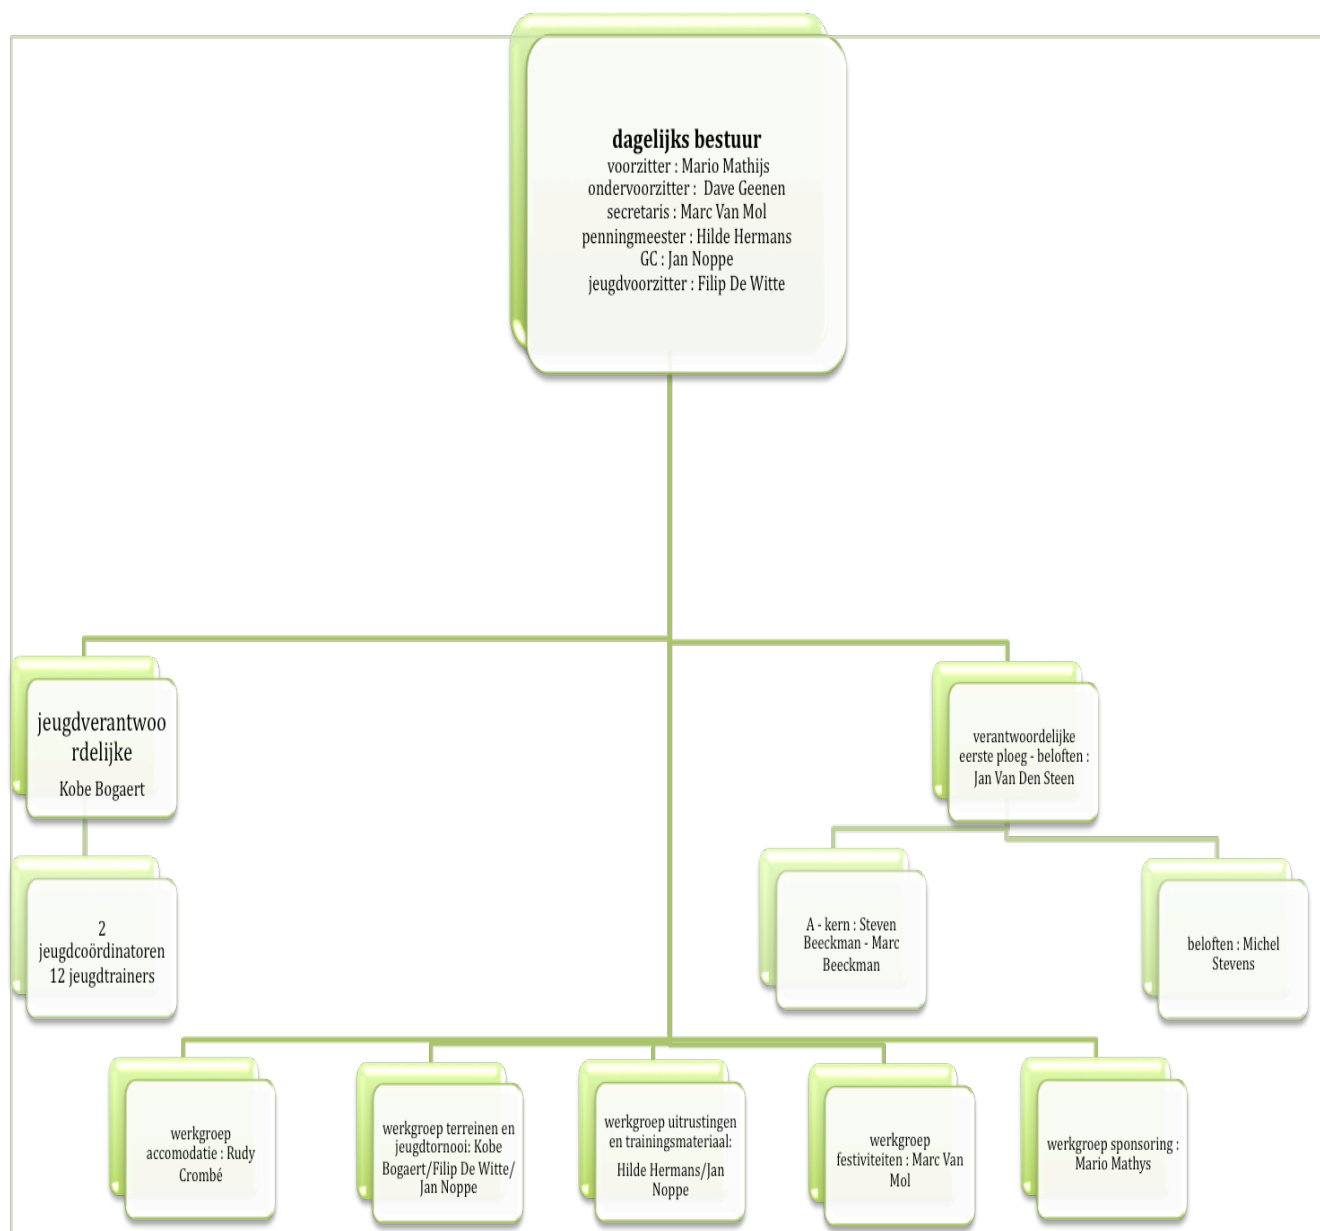 dagelijks bestuur
voorzitter : Mario Mathijs
ondervoorzitter : Dave Geenen
secretaris : Marc Van Mol
penningmeester : Hilde Hermans
GC : Jan Noppe
jeugdvoorzitter : Filip De Witte
jeugdverantwoo
rdelijke
Kobe Bogaert
verantwoordelijke
eerste ploeg - beloften :
Jan Van Den Steen
2
jeugdcoördinatoren
12 jeugdtrainers
A - kern : Steven
Beeckman - Marc
Beeckman
beloften : Michel
Stevens
werkgroep
accomodatie : Rudy
Crombé
werkgroep terreinen en
jeugdtornooi: Kobe
Bogaert/Filip De Witte/
Jan Noppe
werkgroep uitrustingen
en trainingsmateriaal:
Hilde Hermans/Jan
Noppe
werkgroep
festiviteiten : Marc Van
Mol
werkgroep sponsoring :
Mario Mathys